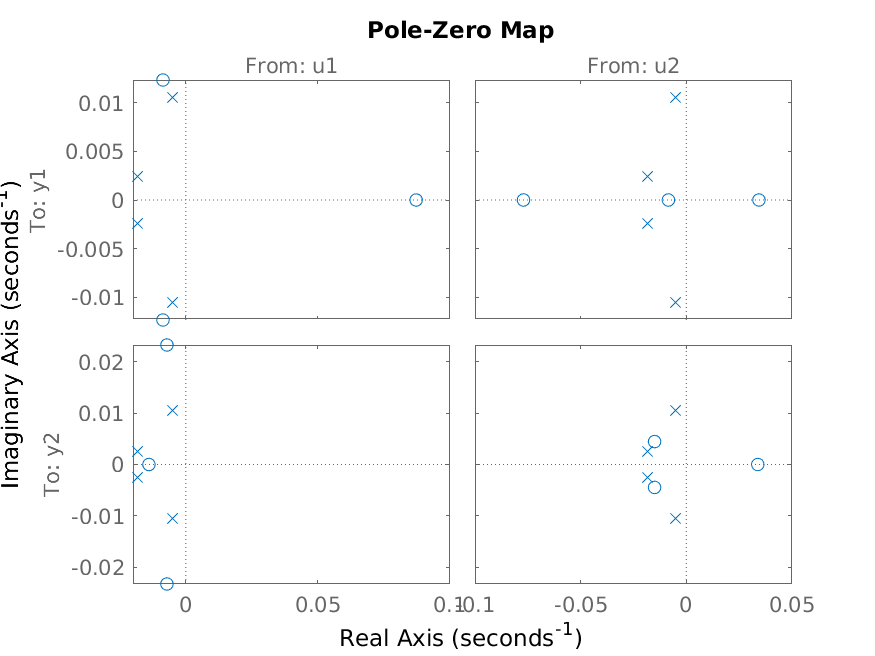 Pole-Zero Map
From: u1
From: u2
To: y1
0.01
0.005
0
-0.005
-0.01
To: y2
0.02
0.01
0
-0.01
-0.02
0
0.05
0.1
-0.1
-0.05
0
0.05
Real Axis (seconds⁻¹)
Imaginary Axis (seconds⁻¹)